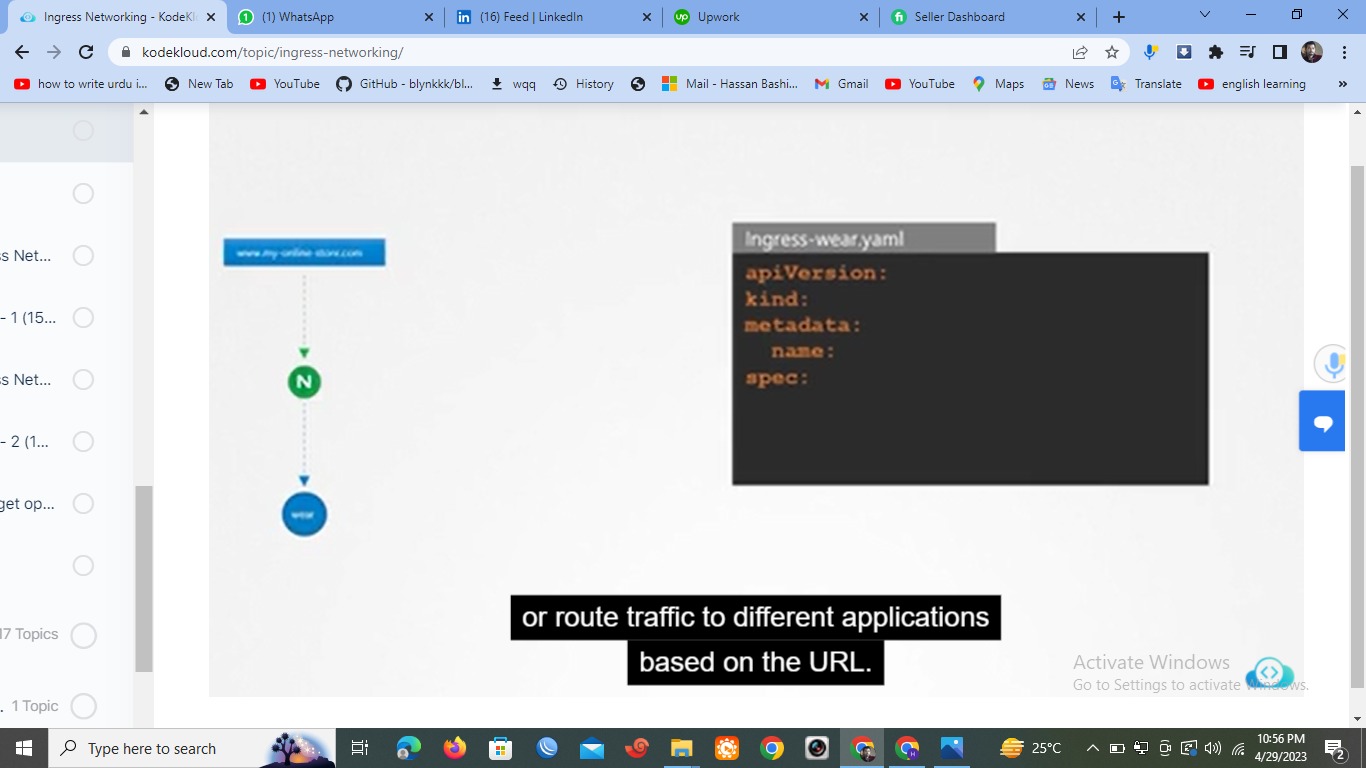 Ingress Networking - KodeKl
(1) WhatsApp
(16) Feed | LinkedIn
Upwork
Seller Dashboard
kodekloud.com/topic/ingress-networking/
how to write urdu i...
New Tab
YouTube
GitHub - blynkkk/bl...
wqq
History
Mail - Hassan Bashi...
Gmail
YouTube
Maps
News
Translate
english learning
»
s Net...
- 1 (15...
s Net...
- 2 (1...
get op...
17 Topics
. 1 Topic
www.my-online-store.com
N
wear
Ingress-wear.yaml
apiVersion:
kind:
metadata:
name:
spec:
or route traffic to different applications
based on the URL.
Activate Windows
Go to Settings to activate Windows.
Type here to search
25°C
10:56 PM
4/29/2023
2